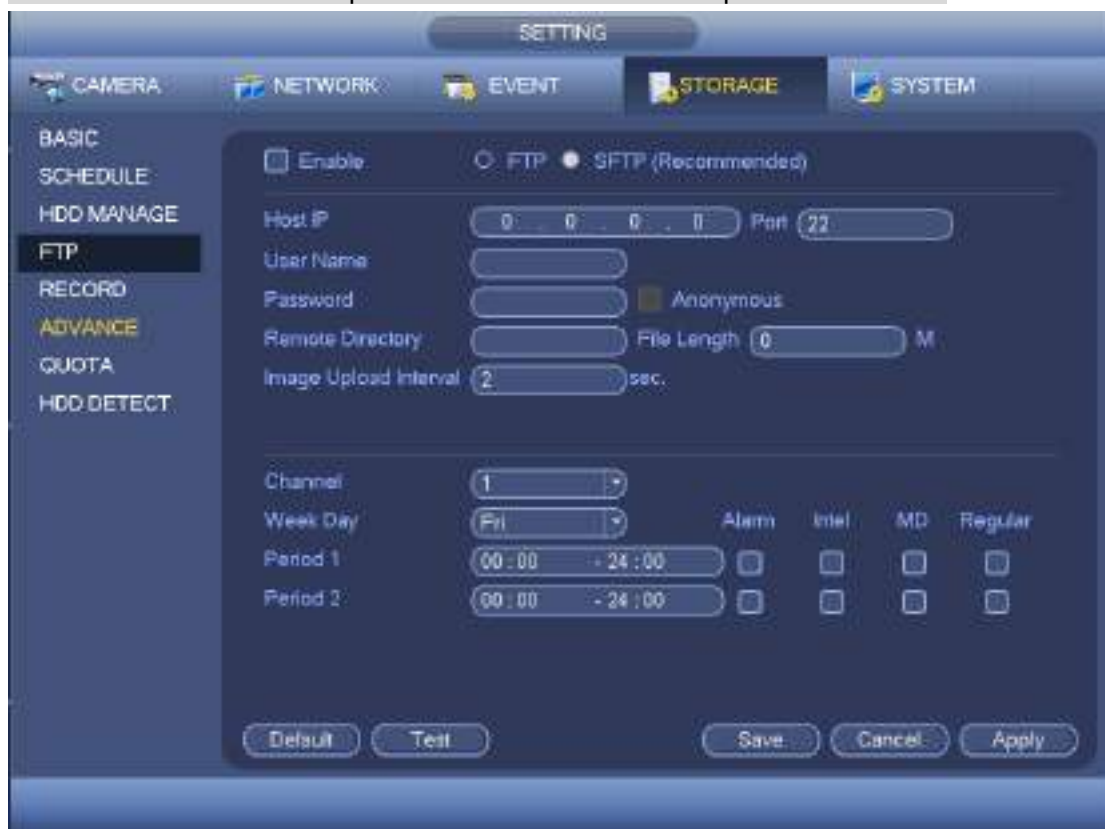 SETTING
CAMERA NETWORK EVENT STORAGE SYSTEM
BASIC
SCHEDULE
HDD MANAGE
FTP
RECORD
ADVANCE
QUOTA
HDD DETECT
Enable FTP SFTP (Recommended)
Host IP 0 . 0 . 0 . 0 Port 22
User Name
Password Anonymous
Remote Directory File Length 0 M
Image Upload Interval 2 sec.
Channel 1
Week Day Fri Alarm Intel MD Regular
Period 1 00 : 00 - 24 : 00
Period 2 00 : 00 - 24 : 00
Default Test Save Cancel Apply